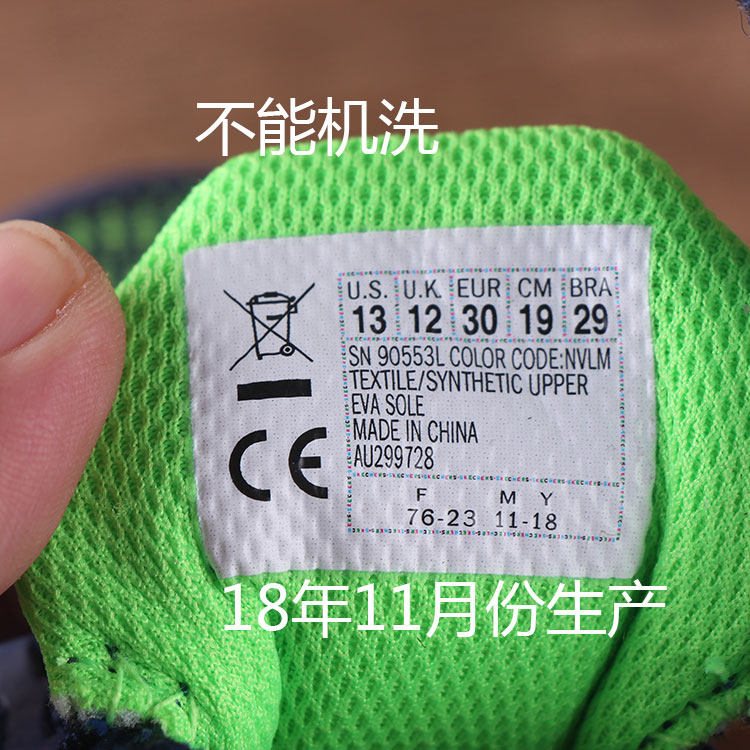 不能机洗
U.S. U.K. EUR CM BRA
13 12 30 19 29
SN 90553L COLOR CODE:NVLM
TEXTILE/SYNTHETIC UPPER
EVA SOLE
MADE IN CHINA
AU299728
CE
F M Y
76-23 11-18
18年11月份生产